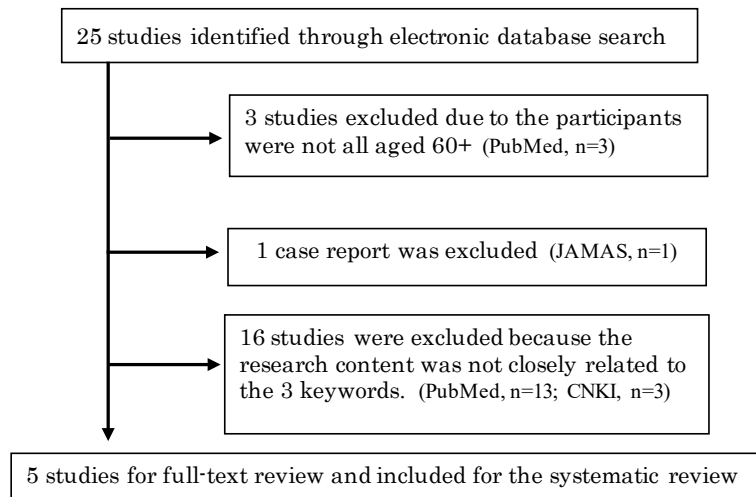 25 studies identified through electronic database search
3 studies excluded due to the participants
were not all aged 60+ (PubMed, n=3)
1 case report was excluded (JAMAS, n=1)
16 studies were excluded because the
research content was not closely related to
the 3 keywords. (PubMed, n=13; CNKI, n=3)
5 studies for full-text review and included for the systematic review